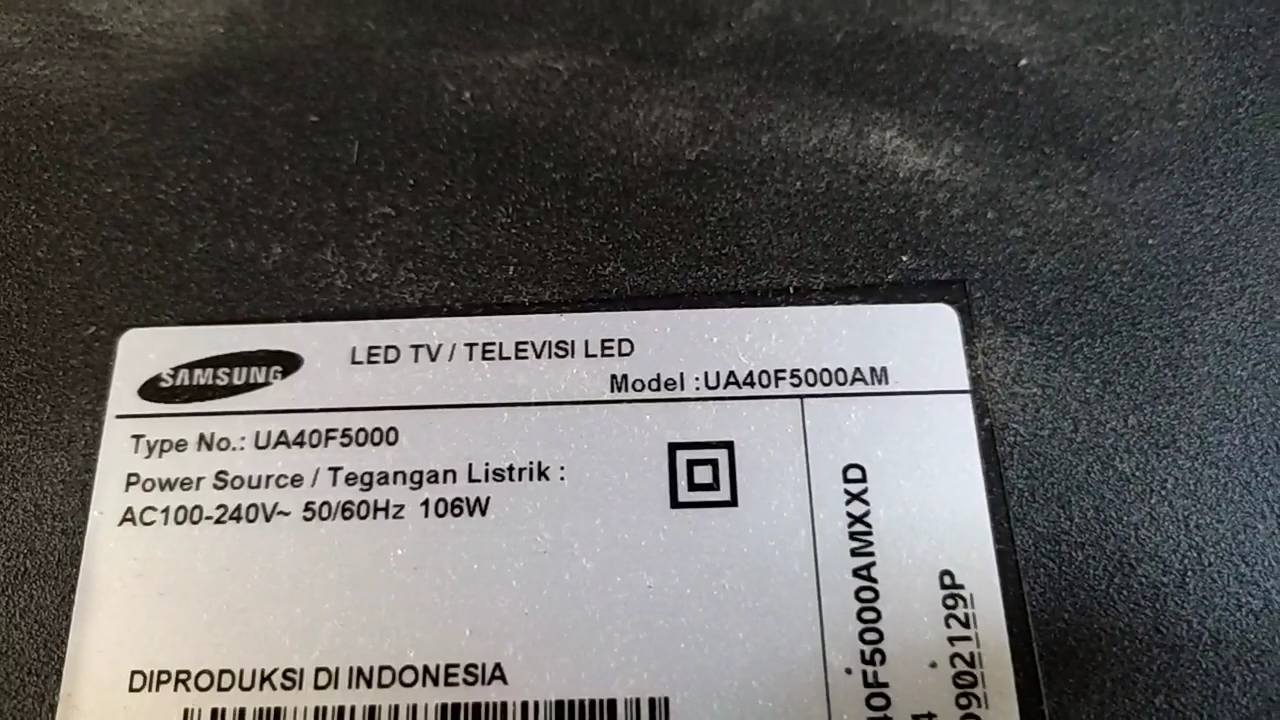 SAMSUNG
LED TV / TELEVISI LED
Model :UA40F5000AM
Type No.: UA40F5000
Power Source / Tegangan Listrik :
AC100-240V~ 50/60Hz 106W
DIPRODUKSI DI INDONESIA
40F5000AMXXD
902129P